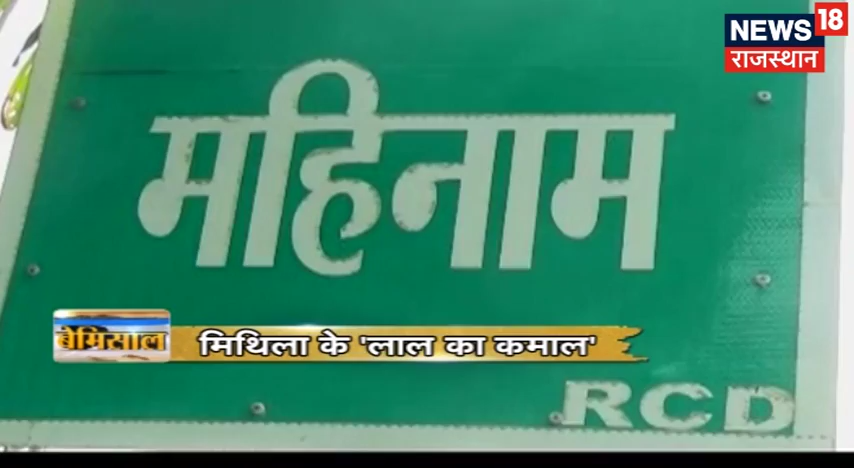 NEWS 18
राजस्थान
महिनाम
बेमिसाल
मिथिला के 'लाल का कमाल'
RCD